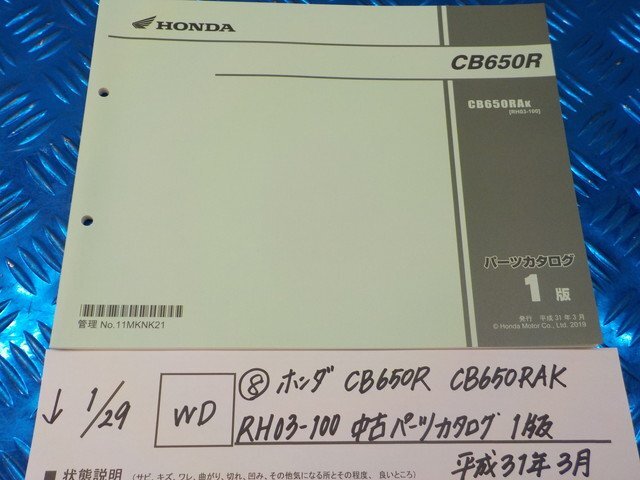 HONDA
CB650R
CB650RAK
[RH03-100]
パーツカタログ
1 版
発行 平成31年3月
© Honda Motor Co., Ltd. 2019
管理 No.11MKNK21
↓ 1/29 WD ⑧ ホンダ CB650R CB650RAK
RH03-100 中古パーツカタログ 1版
平成31年3月
■ 状態説明 (サビ、キズ、ワレ、曲がり、切れ、凹み、その他気になる所とその程度、良いところ)